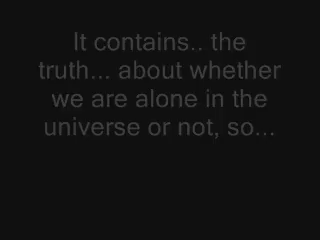 It contains.. the
truth... about whether
we are alone in the
universe or not, so...